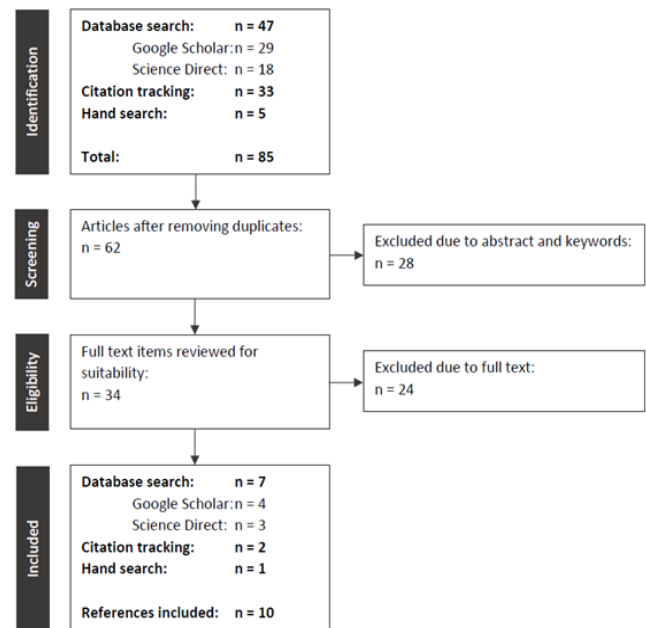 Identification
Database search: n = 47
Google Scholar: n = 29
Science Direct: n = 18
Citation tracking: n = 33
Hand search: n = 5
Total: n = 85
Screening
Articles after removing duplicates:
n = 62
Excluded due to abstract and keywords:
n = 28
Eligibility
Full text items reviewed for
suitability:
n = 34
Excluded due to full text:
n = 24
Included
Database search: n = 7
Google Scholar: n = 4
Science Direct: n = 3
Citation tracking: n = 2
Hand search: n = 1
References included: n = 10